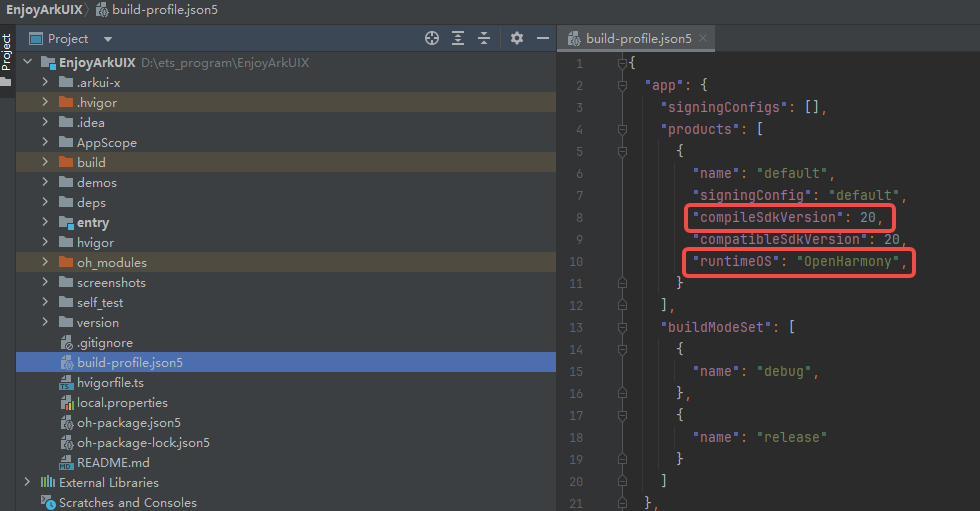 EnjoyArkUIX
build-profile.json5
Project
Project
build-profile.json5
EnjoyArkUIX D:\ets_program\EnjoyArkUIX
.arkui-x
.hvigor
.idea
AppScope
build
demos
deps
entry
hvigor
oh_modules
screenshots
self_test
version
.gitignore
build-profile.json5
hvigorfile.ts
local.properties
oh-package.json5
oh-package-lock.json5
README.md
External Libraries
Scratches and Consoles
1 {
2 "app": {
3 "signingConfigs": [],
4 "products": [
5 {
6 "name": "default",
7 "signingConfig": "default",
8 "compileSdkVersion": 20,
9 "compatibleSdkVersion": 20,
10 "runtimeOS": "OpenHarmony",
11 }
12 ],
13 "buildModeSet": [
14 {
15 "name": "debug",
16 },
17 {
18 "name": "release"
19 }
20 ]
21 },